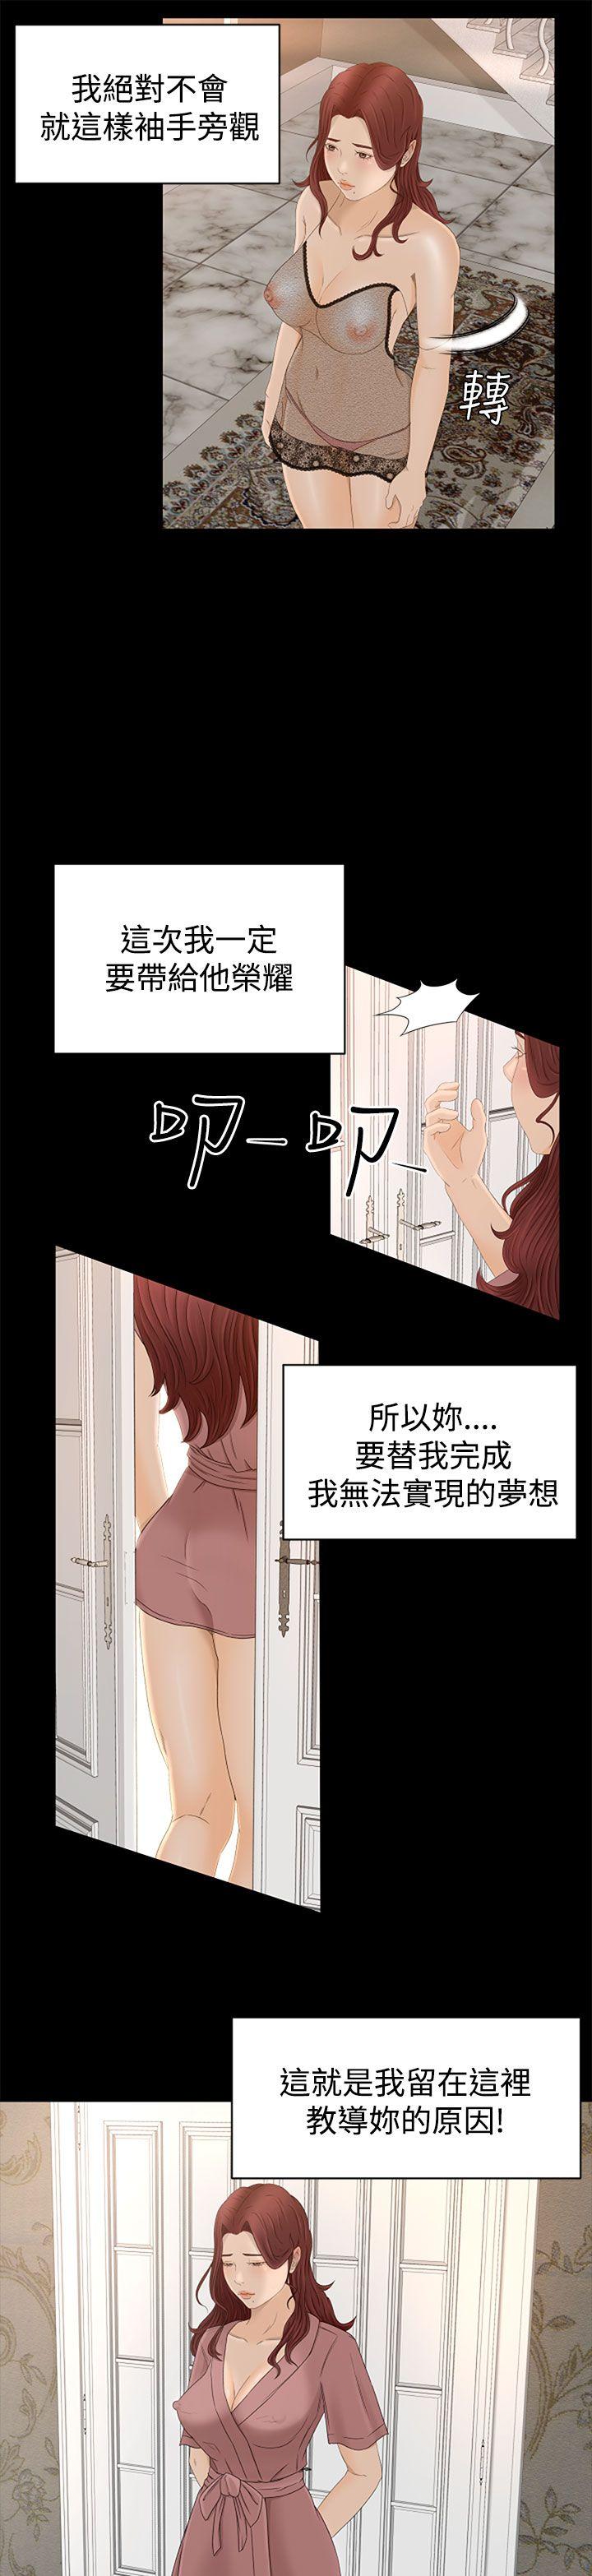 我絕對不會
就這樣袖手旁觀
轉
這次我一定
要帶給他榮耀
叩-叩-
所以妳....
要替我完成
我無法實現的夢想
這就是我留在這裡
教導妳的原因!